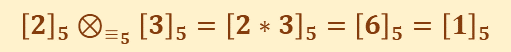 [2]₅ ⊗≡₅ [3]₅ = [2 * 3]₅ = [6]₅ = [1]₅